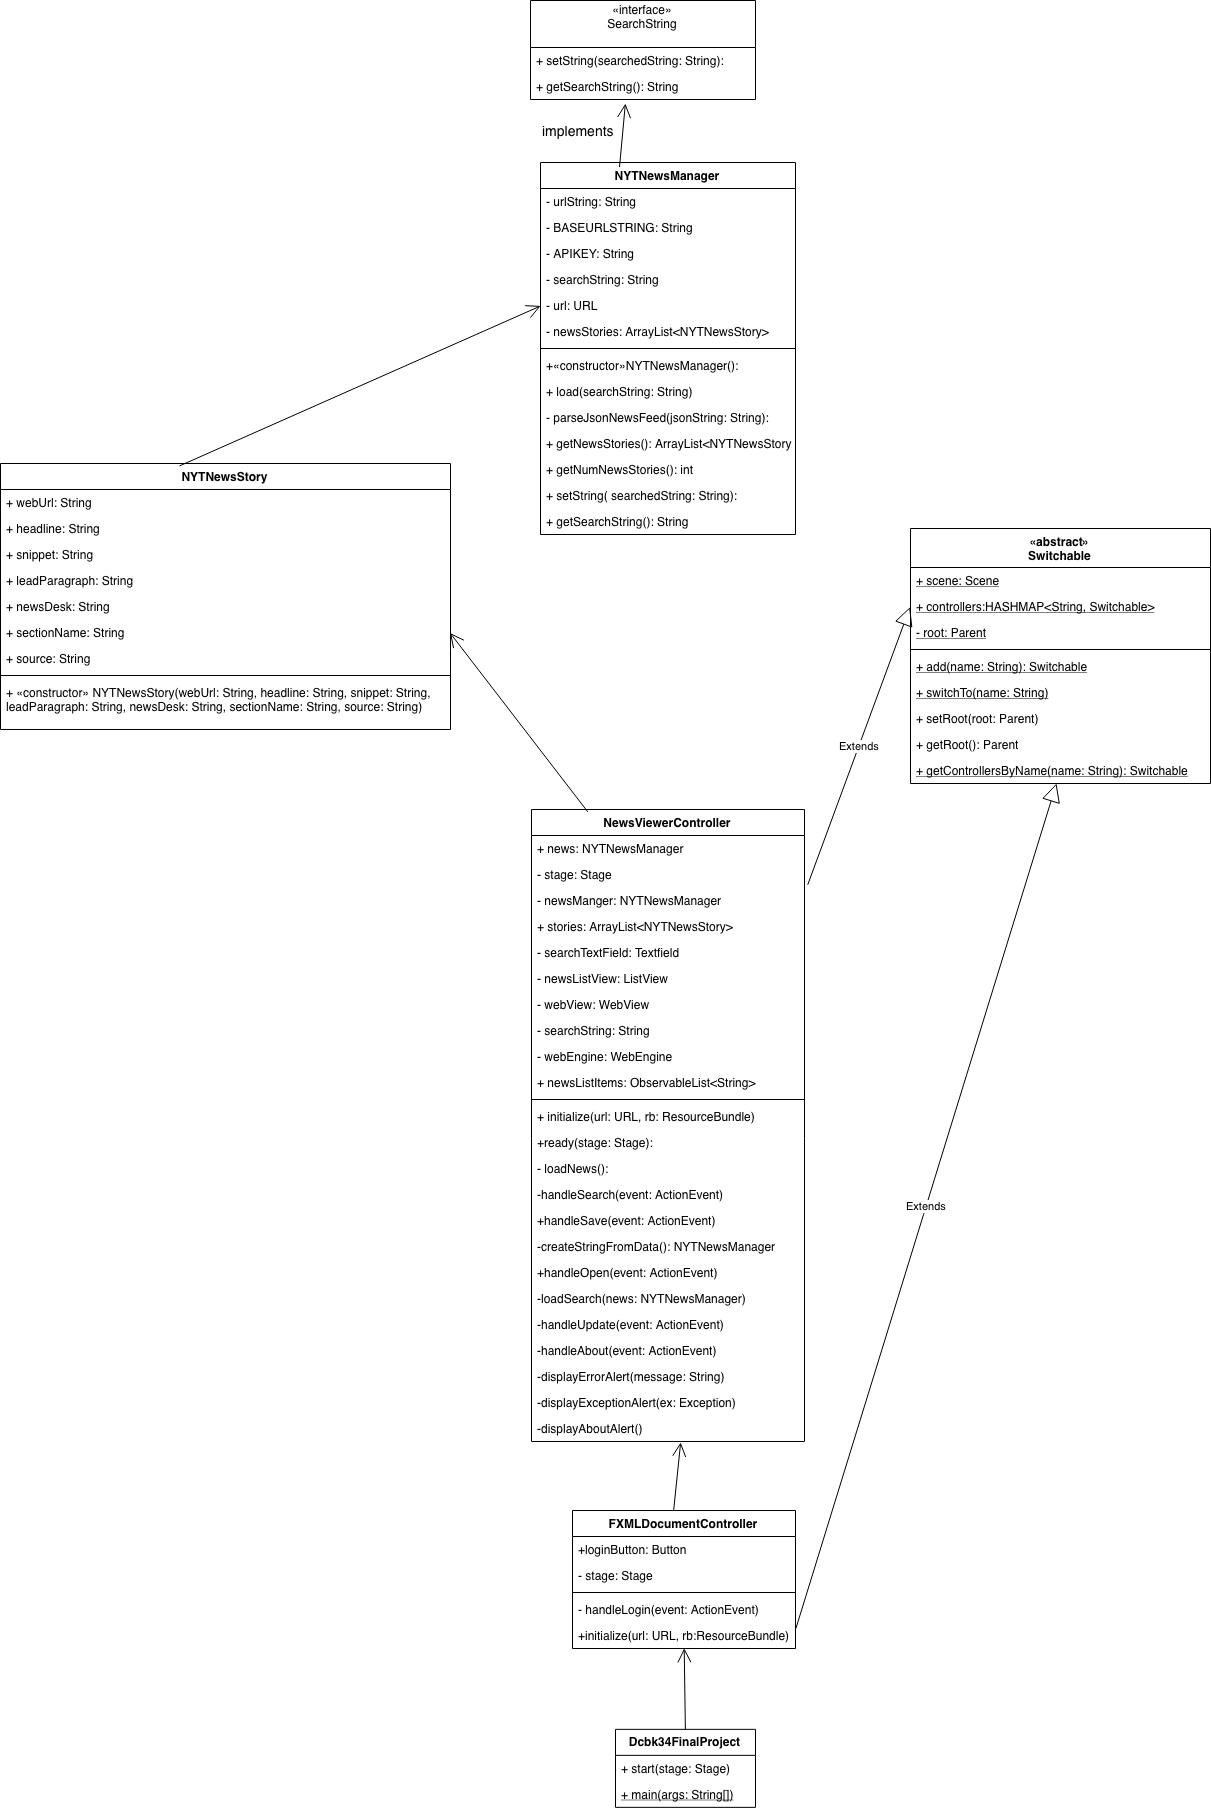 «interface»
SearchString
+ setString(searchedString: String):
+ getSearchString(): String
implements
NYTNewsManager
- urlString: String
- BASEURLSTRING: String
- APIKEY: String
- searchString: String
- url: URL
- newsStories: ArrayList<NYTNewsStory>
+«constructor»NYTNewsManager():
+ load(searchString: String)
- parseJsonNewsFeed(jsonString: String):
+ getNewsStories(): ArrayList<NYTNewsStory
+ getNumNewsStories(): int
+ setString( searchedString: String):
+ getSearchString(): String
NYTNewsStory
+ webUrl: String
+ headline: String
+ snippet: String
+ leadParagraph: String
+ newsDesk: String
+ sectionName: String
+ source: String
+ «constructor» NYTNewsStory(webUrl: String, headline: String, snippet: String,
leadParagraph: String, newsDesk: String, sectionName: String, source: String)
«abstract»
Switchable
+ scene: Scene
+ controllers:HASHMAP<String, Switchable>
- root: Parent
+ add(name: String): Switchable
+ switchTo(name: String)
+ setRoot(root: Parent)
+ getRoot(): Parent
+ getControllersByName(name: String): Switchable
Extends
NewsViewerController
+ news: NYTNewsManager
- stage: Stage
- newsManger: NYTNewsManager
+ stories: ArrayList<NYTNewsStory>
- searchTextField: Textfield
- newsListView: ListView
- webView: WebView
- searchString: String
- webEngine: WebEngine
+ newsListItems: ObservableList<String>
+ initialize(url: URL, rb: ResourceBundle)
+ready(stage: Stage):
- loadNews():
-handleSearch(event: ActionEvent)
+handleSave(event: ActionEvent)
-createStringFromData(): NYTNewsManager
+handleOpen(event: ActionEvent)
-loadSearch(news: NYTNewsManager)
-handleUpdate(event: ActionEvent)
-handleAbout(event: ActionEvent)
-displayErrorAlert(message: String)
-displayExceptionAlert(ex: Exception)
-displayAboutAlert()
Extends
FXMLDocumentController
+loginButton: Button
- stage: Stage
- handleLogin(event: ActionEvent)
+initialize(url: URL, rb:ResourceBundle)
Dcbk34FinalProject
+ start(stage: Stage)
+ main(args: String[])